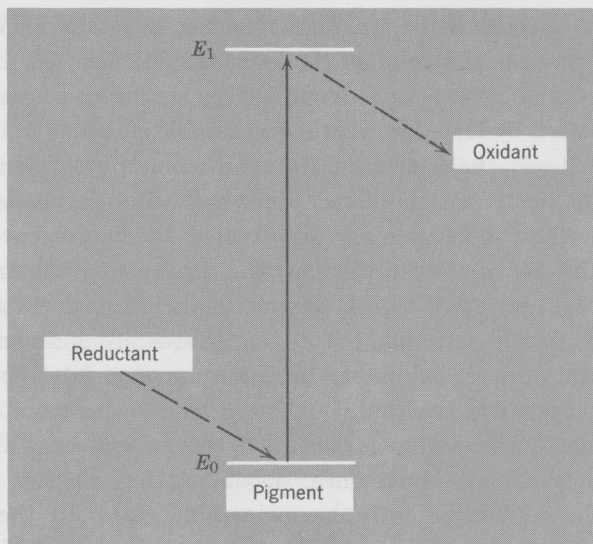 E₁
Oxidant
Reductant
E₀
Pigment